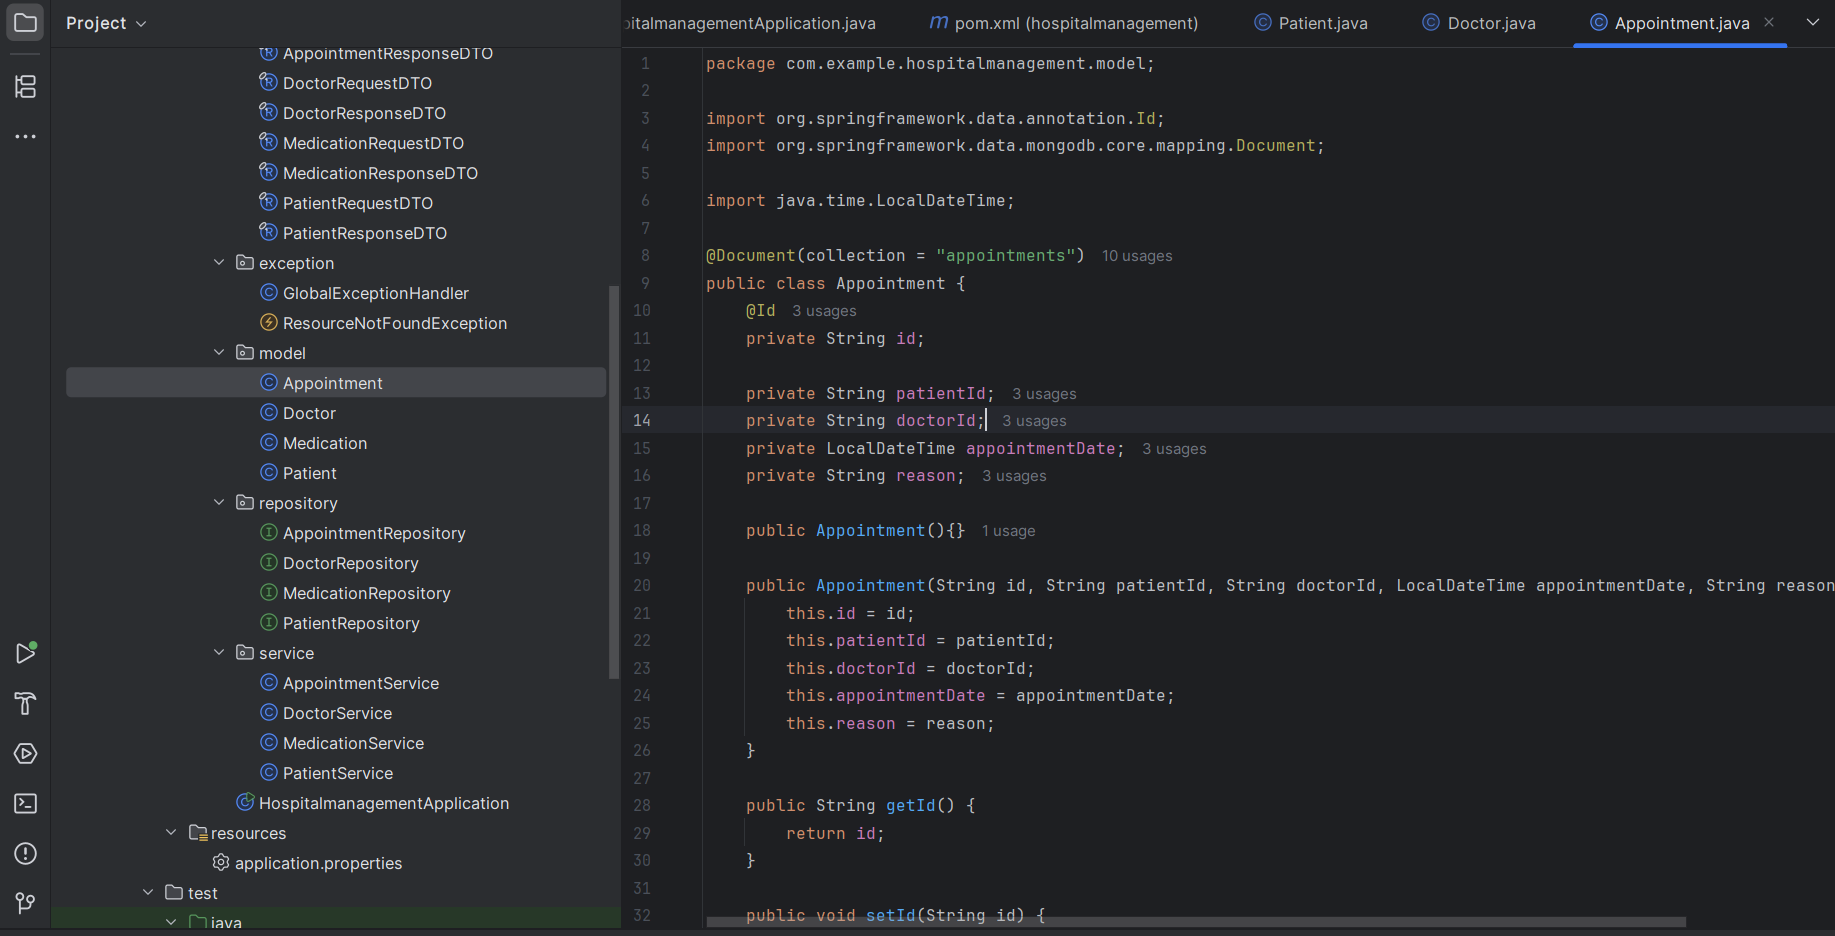 Project
AppointmentResponseDTO
DoctorRequestDTO
DoctorResponseDTO
MedicationRequestDTO
MedicationResponseDTO
PatientRequestDTO
PatientResponseDTO
exception
GlobalExceptionHandler
ResourceNotFoundException
model
Appointment
Doctor
Medication
Patient
repository
AppointmentRepository
DoctorRepository
MedicationRepository
PatientRepository
service
AppointmentService
DoctorService
MedicationService
PatientService
HospitalmanagementApplication
resources
application.properties
test
java
pitalmanagementApplication.java
m pom.xml (hospitalmanagement)
Patient.java
Doctor.java
Appointment.java
1 package com.example.hospitalmanagement.model;
2
3 import org.springframework.data.annotation.Id;
4 import org.springframework.data.mongodb.core.mapping.Document;
5
6 import java.time.LocalDateTime;
7
8 @Document(collection = "appointments") 10 usages
9 public class Appointment {
10 @Id 3 usages
11 private String id;
12
13 private String patientId; 3 usages
14 private String doctorId; 3 usages
15 private LocalDateTime appointmentDate; 3 usages
16 private String reason; 3 usages
17
18 public Appointment(){} 1 usage
19
20 public Appointment(String id, String patientId, String doctorId, LocalDateTime appointmentDate, String reason
21 this.id = id;
22 this.patientId = patientId;
23 this.doctorId = doctorId;
24 this.appointmentDate = appointmentDate;
25 this.reason = reason;
26 }
27
28 public String getId() {
29 return id;
30 }
31
32 public void setId(String id) {